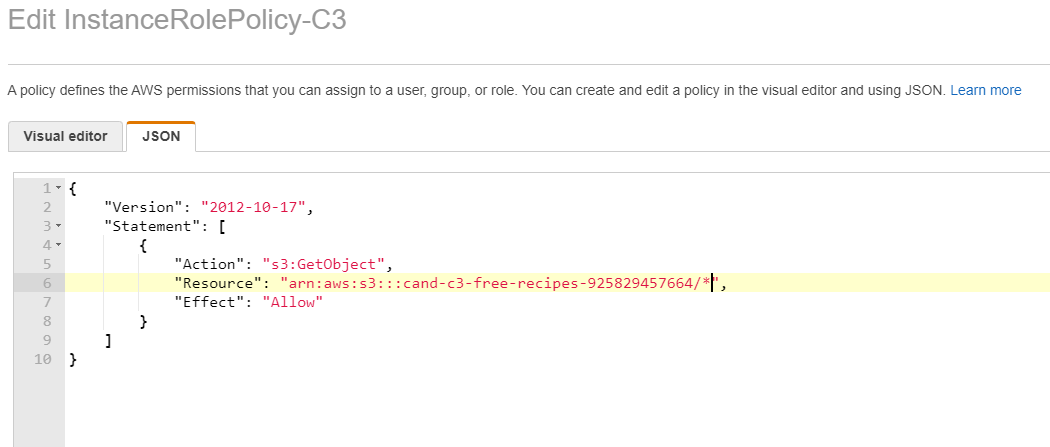 Edit InstanceRolePolicy-C3
A policy defines the AWS permissions that you can assign to a user, group, or role. You can create and edit a policy in the visual editor and using JSON. Learn more
Visual editor JSON
1 {
2 "Version": "2012-10-17",
3 "Statement": [
4 {
5 "Action": "s3:GetObject",
6 "Resource": "arn:aws:s3:::cand-c3-free-recipes-925829457664/*",
7 "Effect": "Allow"
8 }
9 ]
10 }